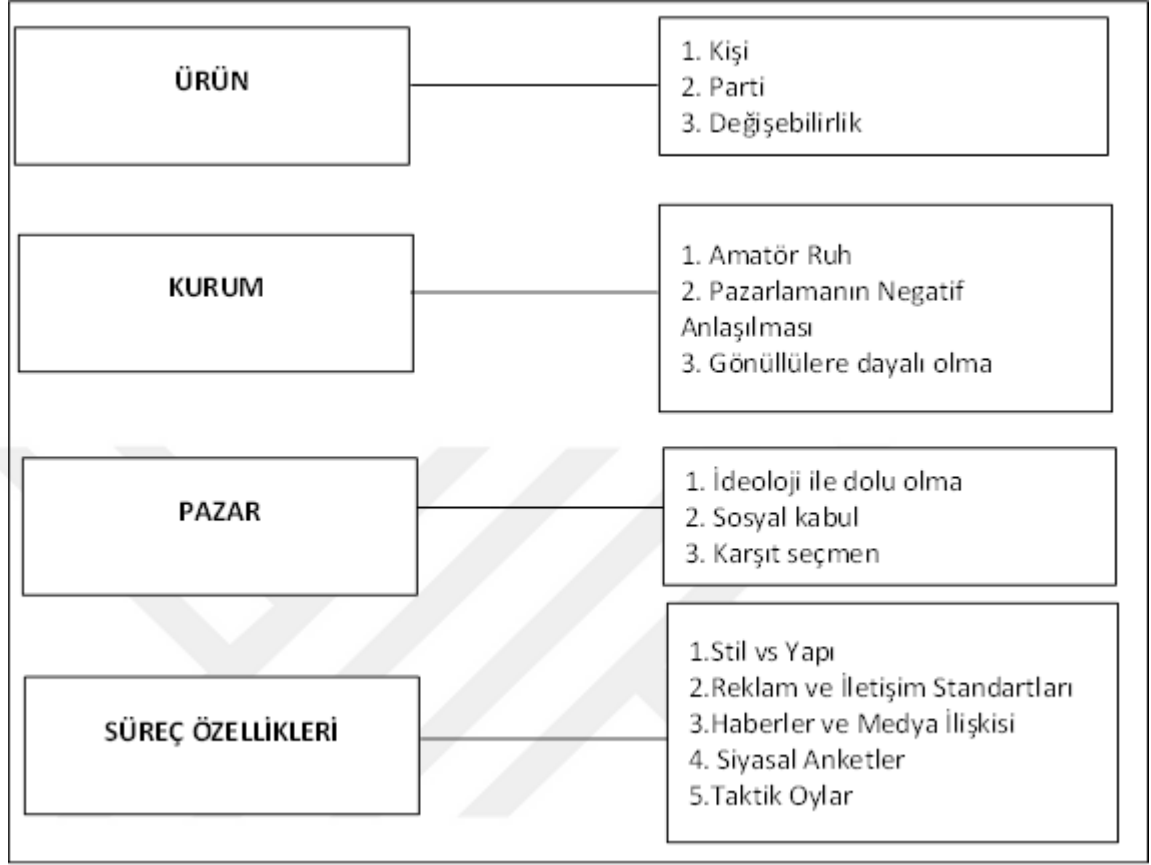 ÜRÜN
1. Kişi
2. Parti
3. Değişebilirlik
KURUM
1. Amatör Ruh
2. Pazarlamanın Negatif
Anlaşılması
3. Gönüllülere dayalı olma
PAZAR
1. İdeoloji ile dolu olma
2. Sosyal kabul
3. Karşıt seçmen
SÜREÇ ÖZELLİKLERİ
1.Stil vs Yapı
2.Reklam ve İletişim Standartları
3.Haberler ve Medya İlişkisi
4. Siyasal Anketler
5.Taktik Oylar